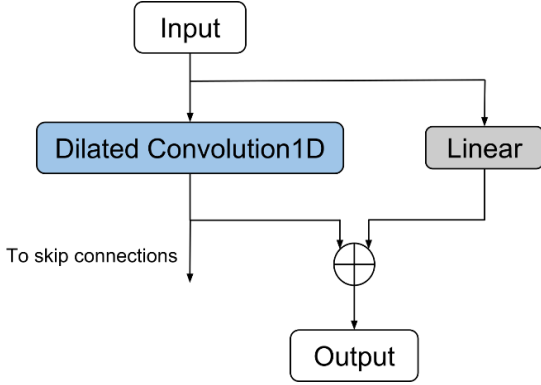 Input
Dilated Convolution1D
Linear
To skip connections
Output